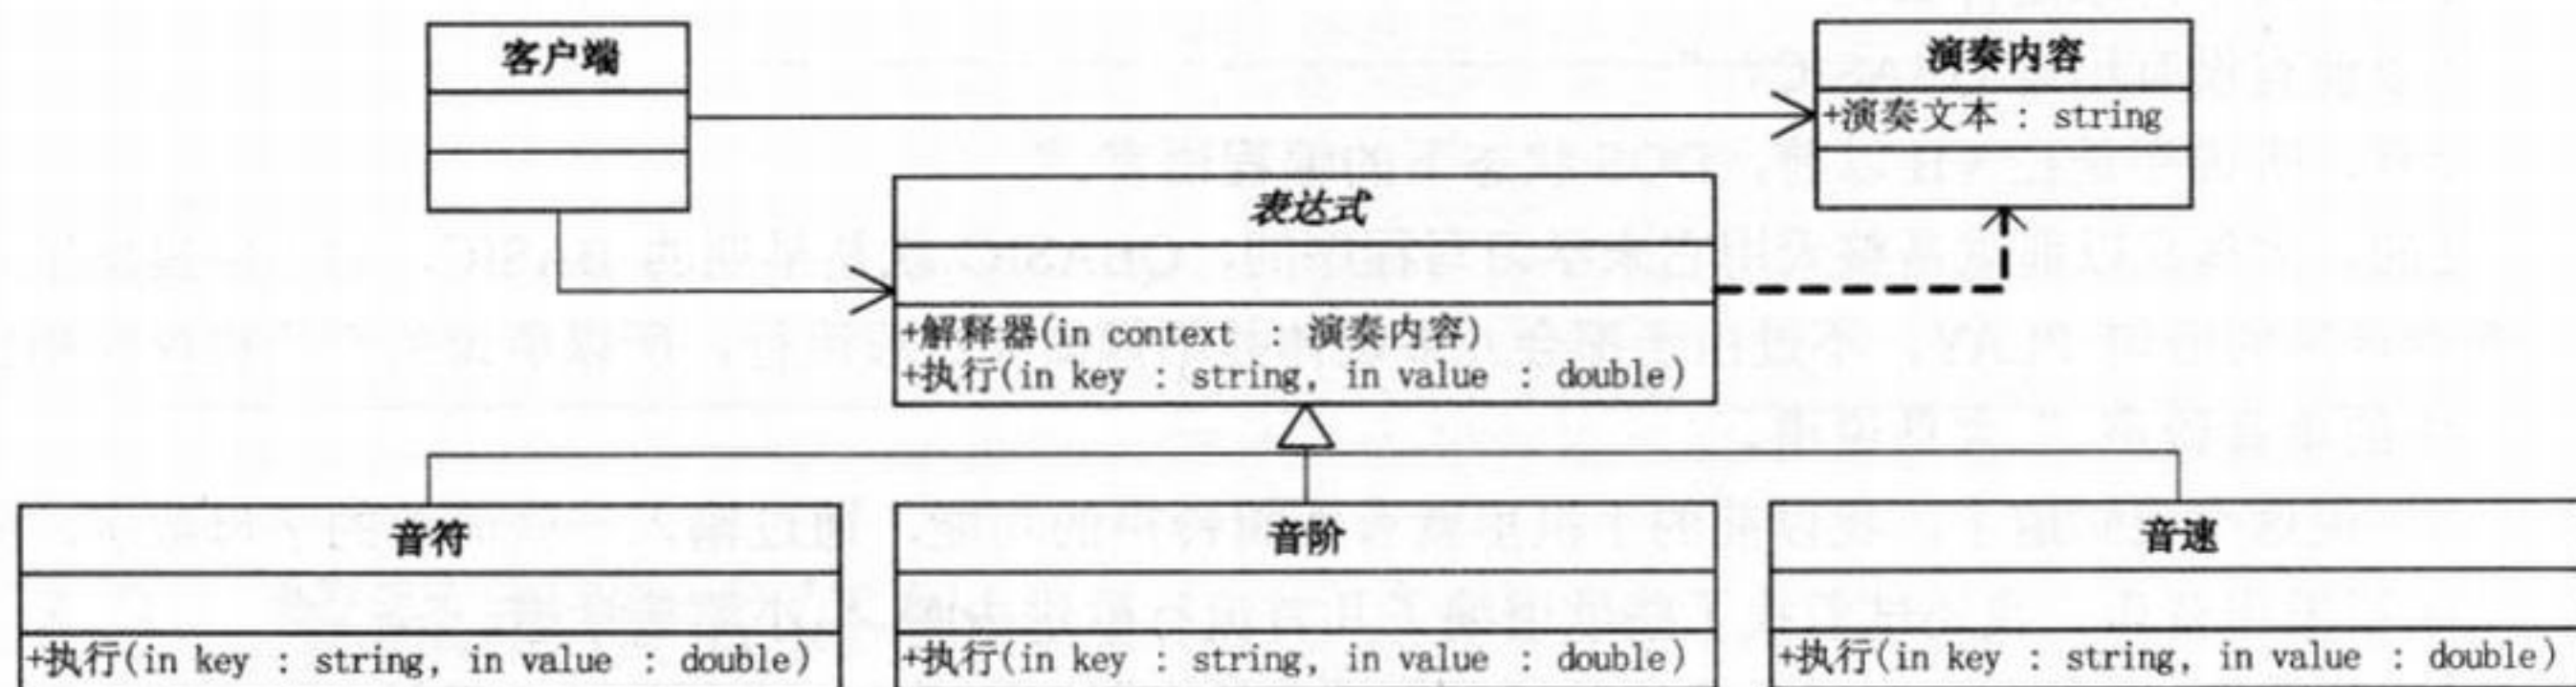 客户端
演奏内容
+演奏文本 : string
表达式
+解释器(in context : 演奏内容)
+执行(in key : string, in value : double)
音符
音阶
音速
+执行(in key : string, in value : double)
+执行(in key : string, in value : double)
+执行(in key : string, in value : double)